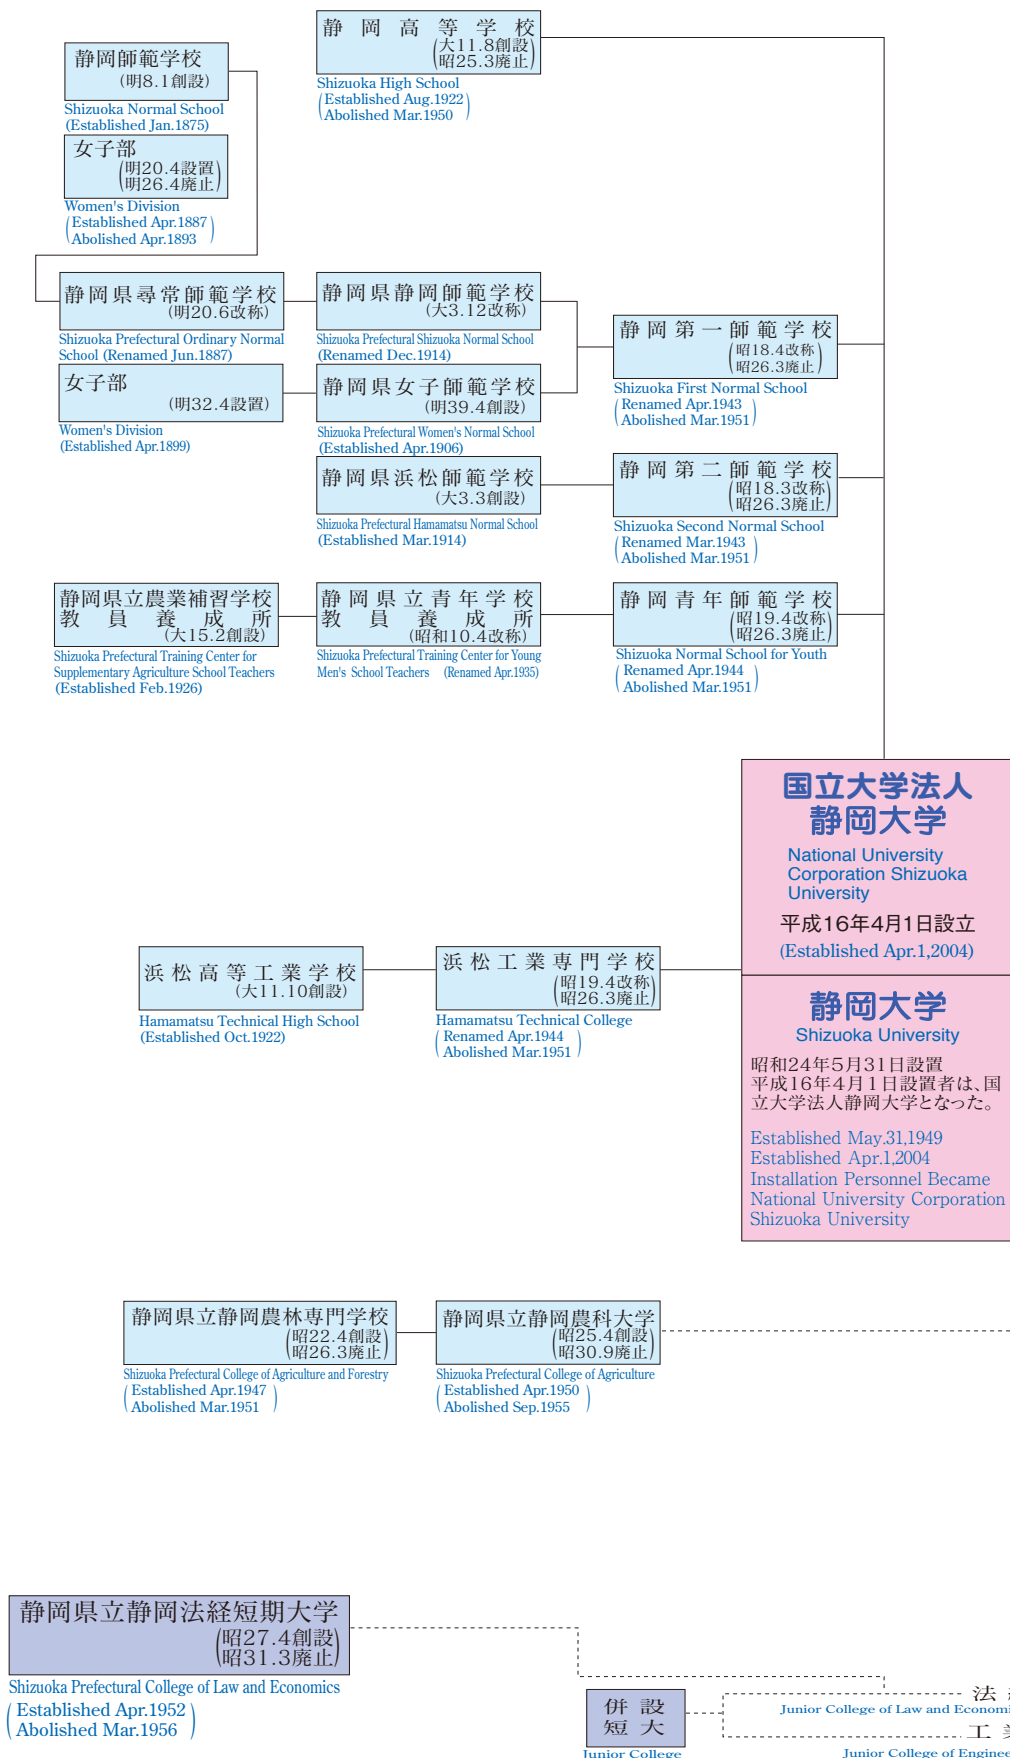 静岡高等学校
(大11.8創設
昭25.3廃止)
Shizuoka High School
(Established Aug.1922
Abolished Mar.1950)
静岡師範学校
(明8.1創設)
Shizuoka Normal School
(Established Jan.1875)
女子部
(明20.4設置
明26.4廃止)
Women's Division
(Established Apr.1887
Abolished Apr.1893)
静岡県尋常師範学校
(明20.6改称)
Shizuoka Prefectural Ordinary Normal
School (Renamed Jun.1887)
静岡県静岡師範学校
(大3.12改称)
Shizuoka Prefectural Shizuoka Normal School
(Renamed Dec.1914)
静岡第一師範学校
(昭18.4改称
昭26.3廃止)
Shizuoka First Normal School
(Renamed Apr.1943
Abolished Mar.1951)
女子部
(明32.4設置)
Women's Division
(Established Apr.1899)
静岡県女子師範学校
(明39.4創設)
Shizuoka Prefectural Women's Normal School
(Established Apr.1906)
静岡県浜松師範学校
(大3.3創設)
Shizuoka Prefectural Hamamatsu Normal School
(Established Mar.1914)
静岡第二師範学校
(昭18.3改称
昭26.3廃止)
Shizuoka Second Normal School
(Renamed Mar.1943
Abolished Mar.1951)
静岡県立農業補習学校
教員養成所
(大15.2創設)
Shizuoka Prefectural Training Center for
Supplementary Agriculture School Teachers
(Established Feb.1926)
静岡県立青年学校
教員養成所
(昭和10.4改称)
Shizuoka Prefectural Training Center for Young
Men's School Teachers (Renamed Apr.1935)
静岡青年師範学校
(昭19.4改称
昭26.3廃止)
Shizuoka Normal School for Youth
(Renamed Apr.1944
Abolished Mar.1951)
国立大学法人
静岡大学
National University
Corporation Shizuoka
University
平成16年4月1日設立
(Established Apr.1,2004)
浜松高等工業学校
(大11.10創設)
Hamamatsu Technical High School
(Established Oct.1922)
浜松工業専門学校
(昭19.4改称
昭26.3廃止)
Hamamatsu Technical College
(Renamed Apr.1944
Abolished Mar.1951)
静岡大学
Shizuoka University
昭和24年5月31日設置
平成16年4月1日設置者は、国
立大学法人静岡大学となった。
Established May.31,1949
Established Apr.1,2004
Installation Personnel Became
National University Corporation
Shizuoka University
静岡県立静岡農林専門学校
(昭22.4創設
昭26.3廃止)
Shizuoka Prefectural College of Agriculture and Forestry
(Established Apr.1947
Abolished Mar.1951)
静岡県立静岡農科大学
(昭25.4創設
昭30.9廃止)
Shizuoka Prefectural College of Agriculture
(Established Apr.1950
Abolished Sep.1955)
静岡県立静岡法経短期大学
(昭27.4創設
昭31.3廃止)
Shizuoka Prefectural College of Law and Economics
(Established Apr.1952
Abolished Mar.1956)
併設
短大
Junior College
法
Junior College of Law and
工
Junior College of